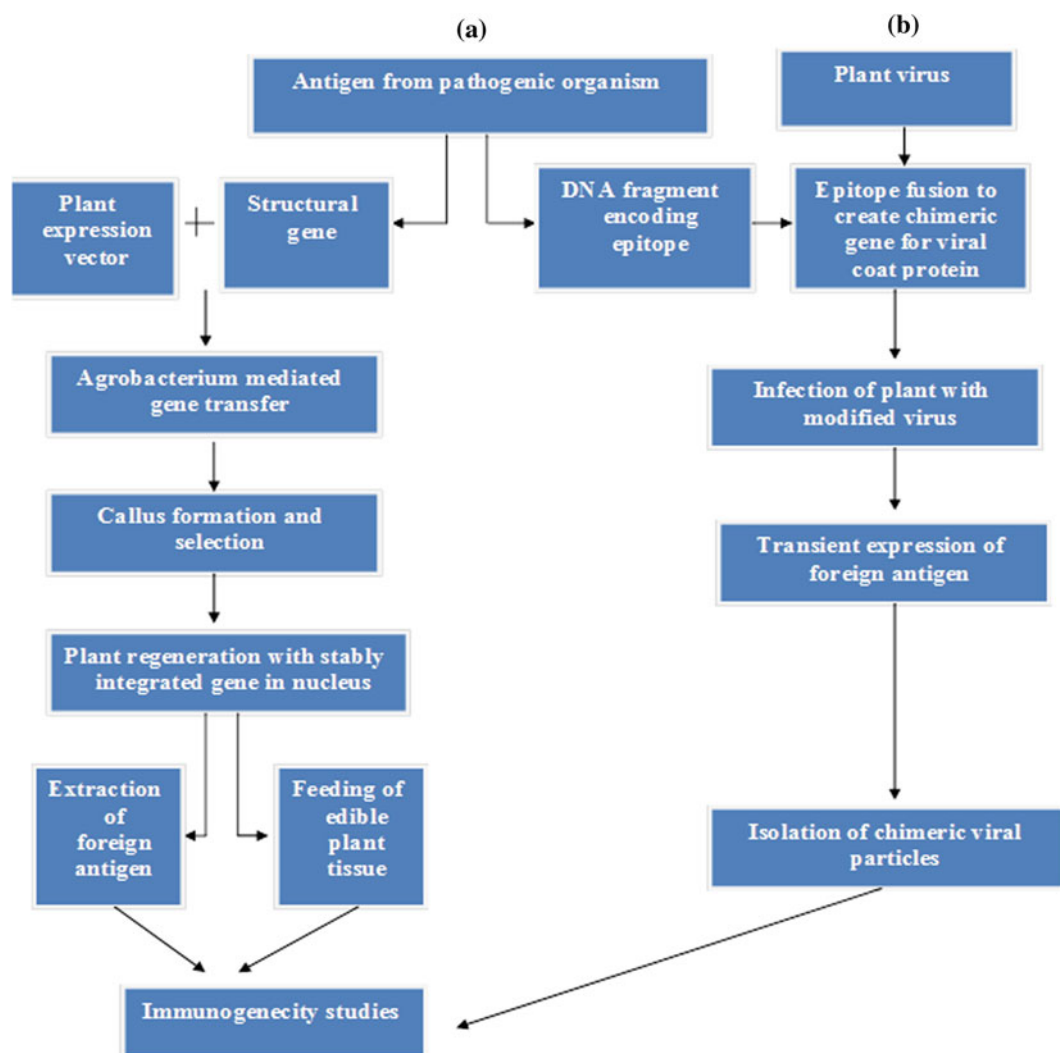 (a)
(b)
Antigen from pathogenic organism
Plant virus
Plant
expression
vector
+
Structural
gene
DNA fragment
encoding
epitope
Epitope fusion to
create chimeric
gene for viral
coat protein
Agrobacterium mediated
gene transfer
Infection of plant with
modified virus
Callus formation and
selection
Transient expression of
foreign antigen
Plant regeneration with stably
integrated gene in nucleus
Extraction
of
foreign
antigen
Feeding of
edible
plant
tissue
Isolation of chimeric viral
particles
Immunogenecity studies